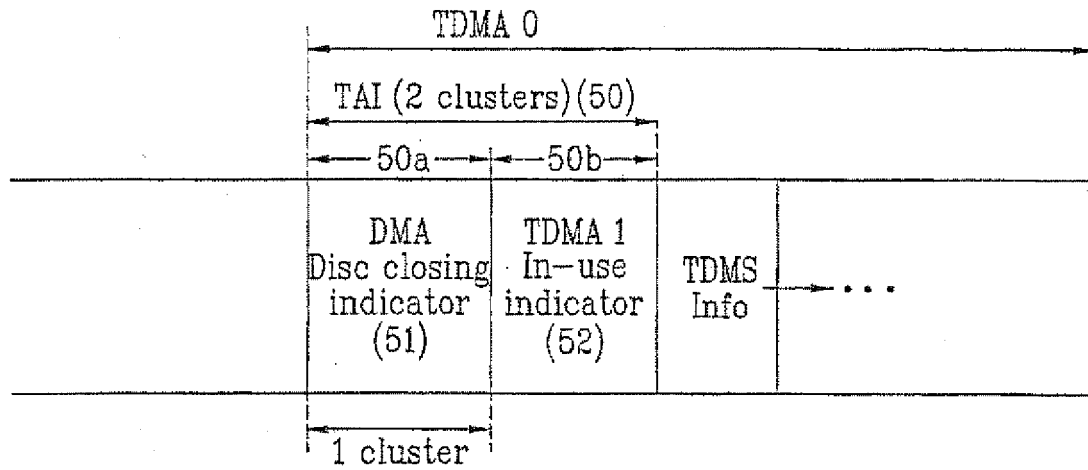 TDMA 0
TAI (2 clusters)(50)
50a
50b
DMA
Disc closing
indicator
(51)
TDMA 1
In-use
indicator
(52)
TDMS
Info
• • •
1 cluster